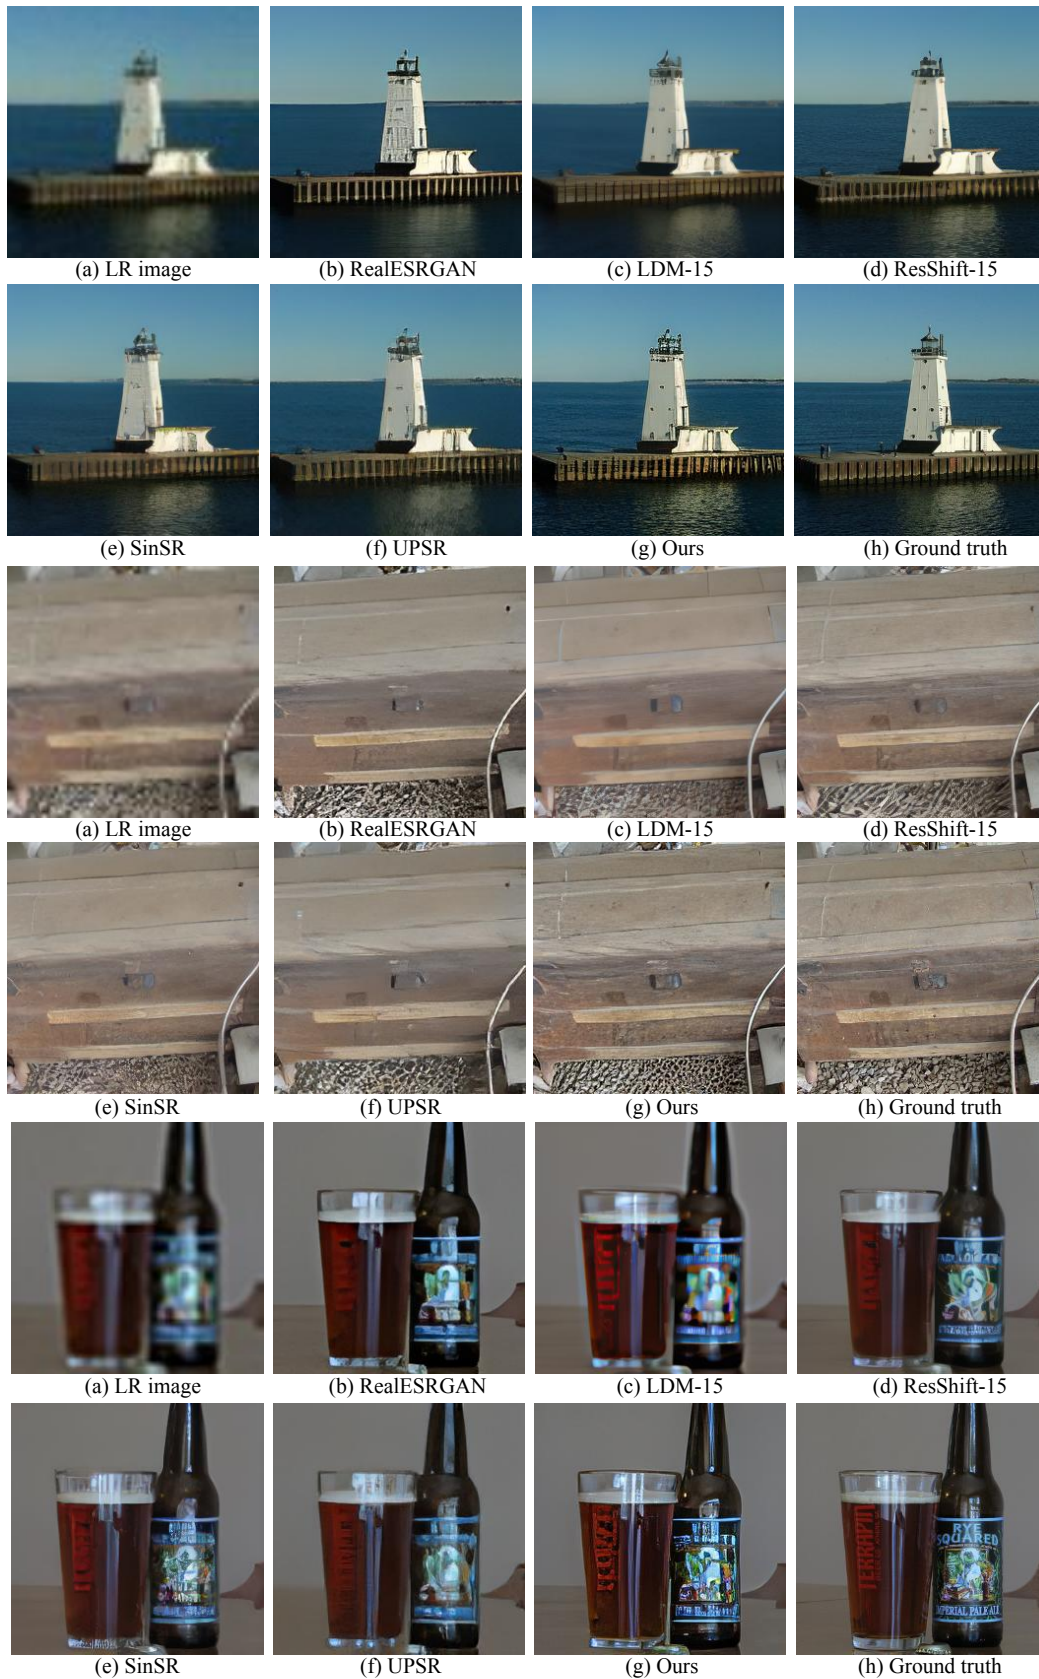 (a) LR image (b) RealESRGAN (c) LDM-15 (d) ResShift-15
(e) SinSR (f) UPSR (g) Ours (h) Ground truth
(a) LR image (b) RealESRGAN (c) LDM-15 (d) ResShift-15
(e) SinSR (f) UPSR (g) Ours (h) Ground truth
(a) LR image (b) RealESRGAN (c) LDM-15 (d) ResShift-15
TERRAPIN
RYE
SQUARED
IMPERIAL PALE ALE
(e) SinSR (f) UPSR (g) Ours (h) Ground truth